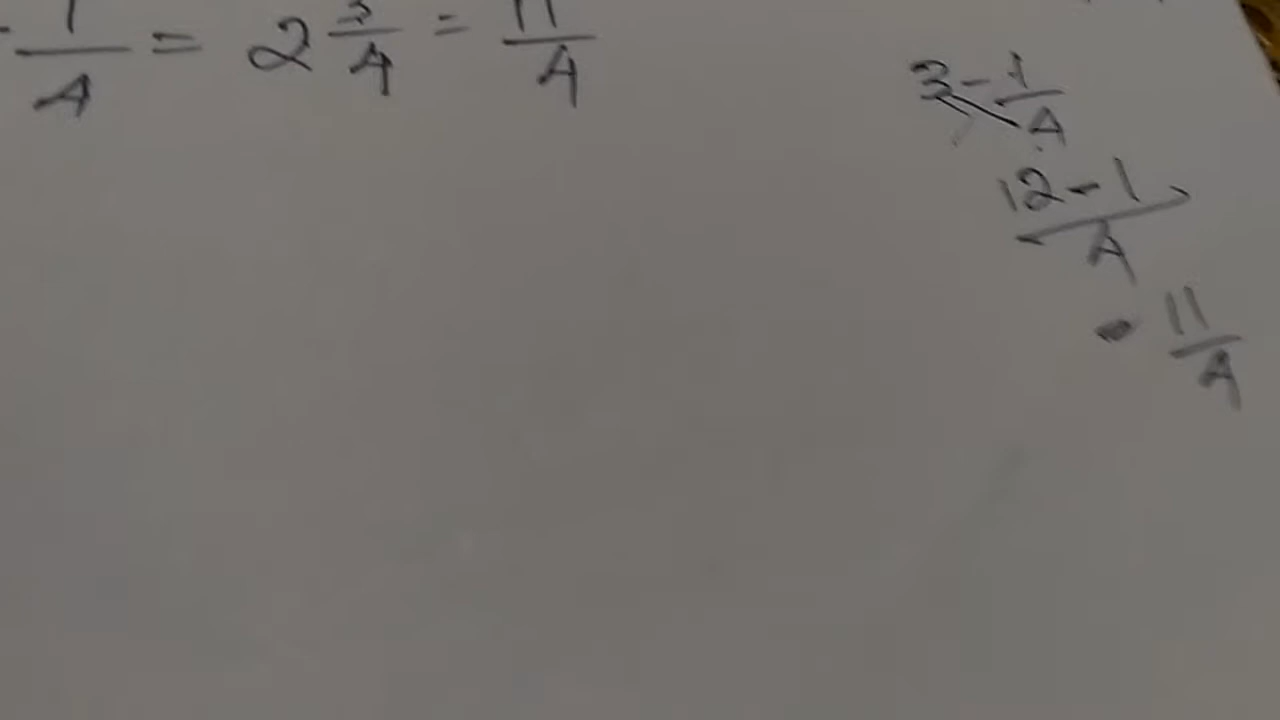 - 1/4 = 2 3/4 = 11/4
3 - 1/4
12 - 1/4
11/4